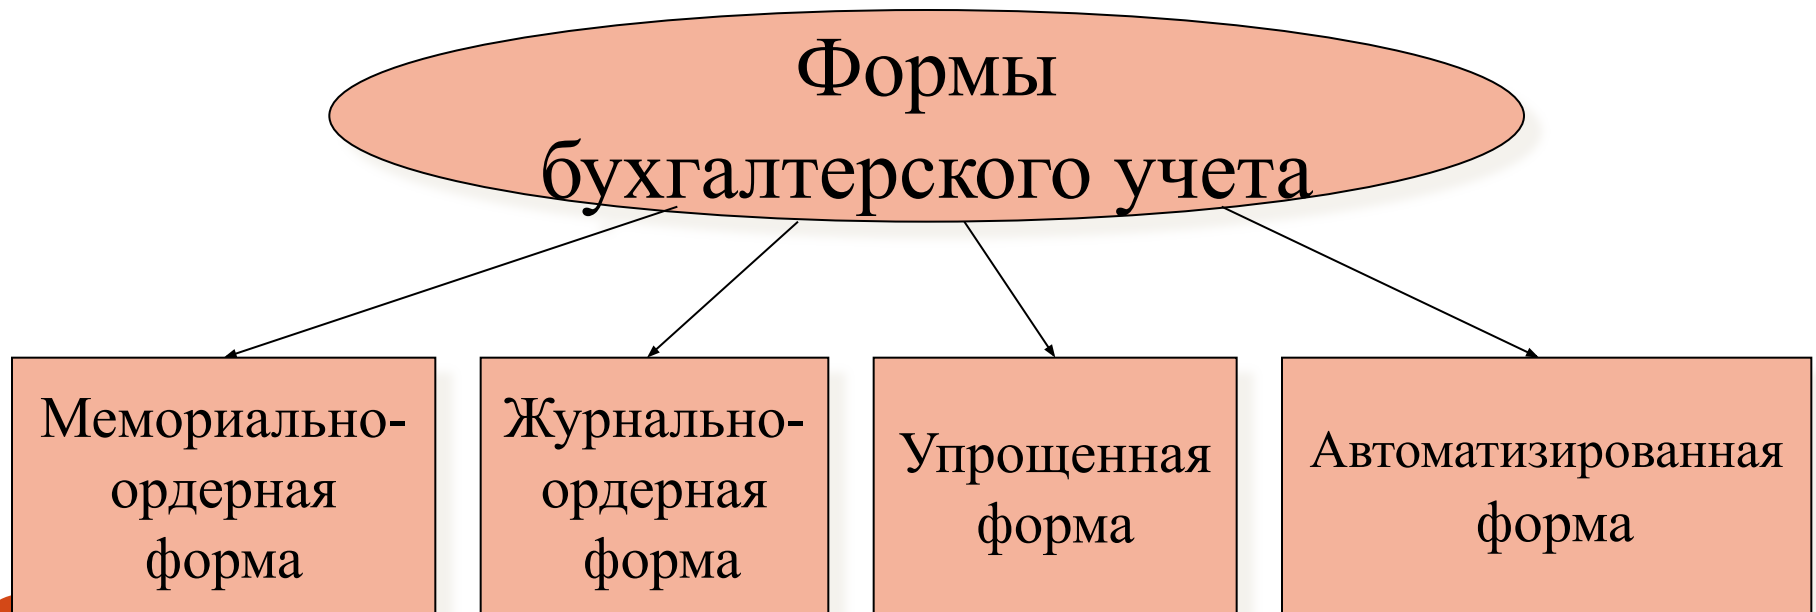 Формы
бухгалтерского учета
Мемориально-
ордерная
форма
Журнально-
ордерная
форма
Упрощенная
форма
Автоматизированная
форма